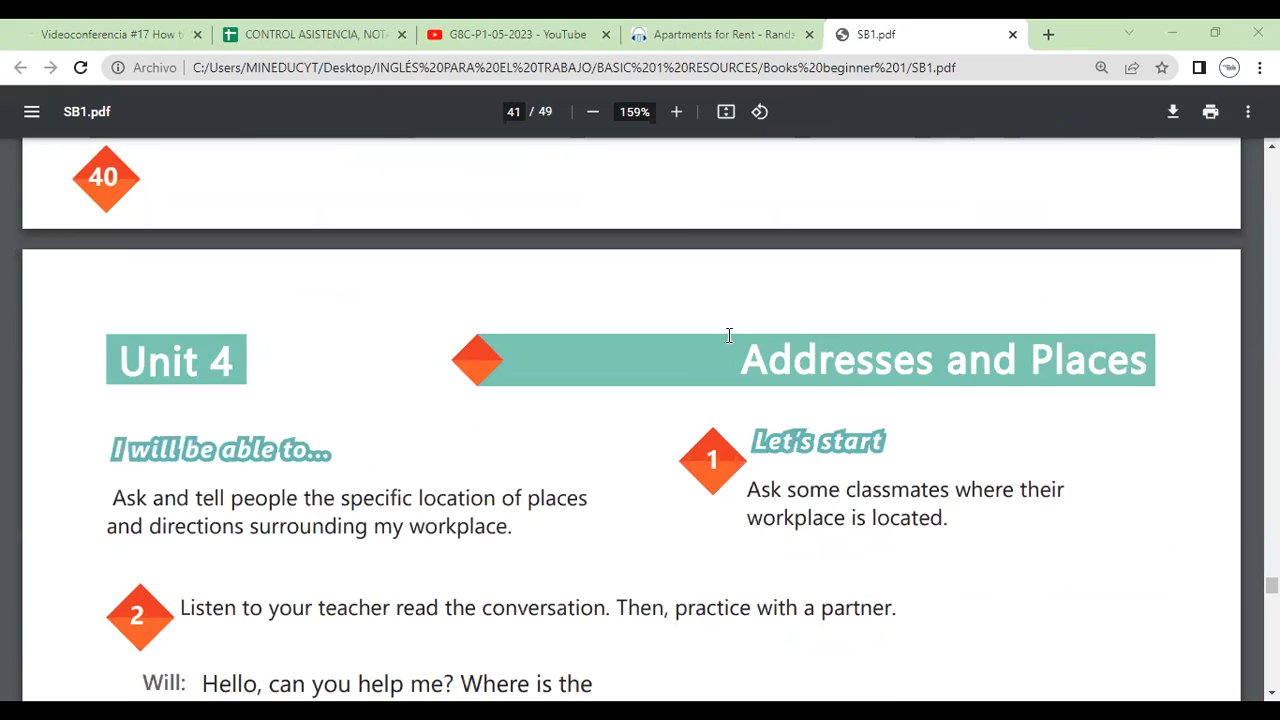 Videoconferencia #17 How t
CONTROL ASISTENCIA, NOT
G8C-P1-05-2023 - YouTube
Apartments for Rent - Rand
SB1.pdf
Archivo
C:/Users/MINEDUCYT/Desktop/INGLÉS%20PARA%20EL%20TRABAJO/BASIC%201%20RESOURCES/Books%20beginner%201/SB1.pdf
SB1.pdf
41 / 49
159%
40
Unit 4
Addresses and Places
I will be able to...
Ask and tell people the specific location of places
and directions surrounding my workplace.
1
Let's start
Ask some classmates where their
workplace is located.
2
Listen to your teacher read the conversation. Then, practice with a partner.
Will: Hello, can you help me? Where is the